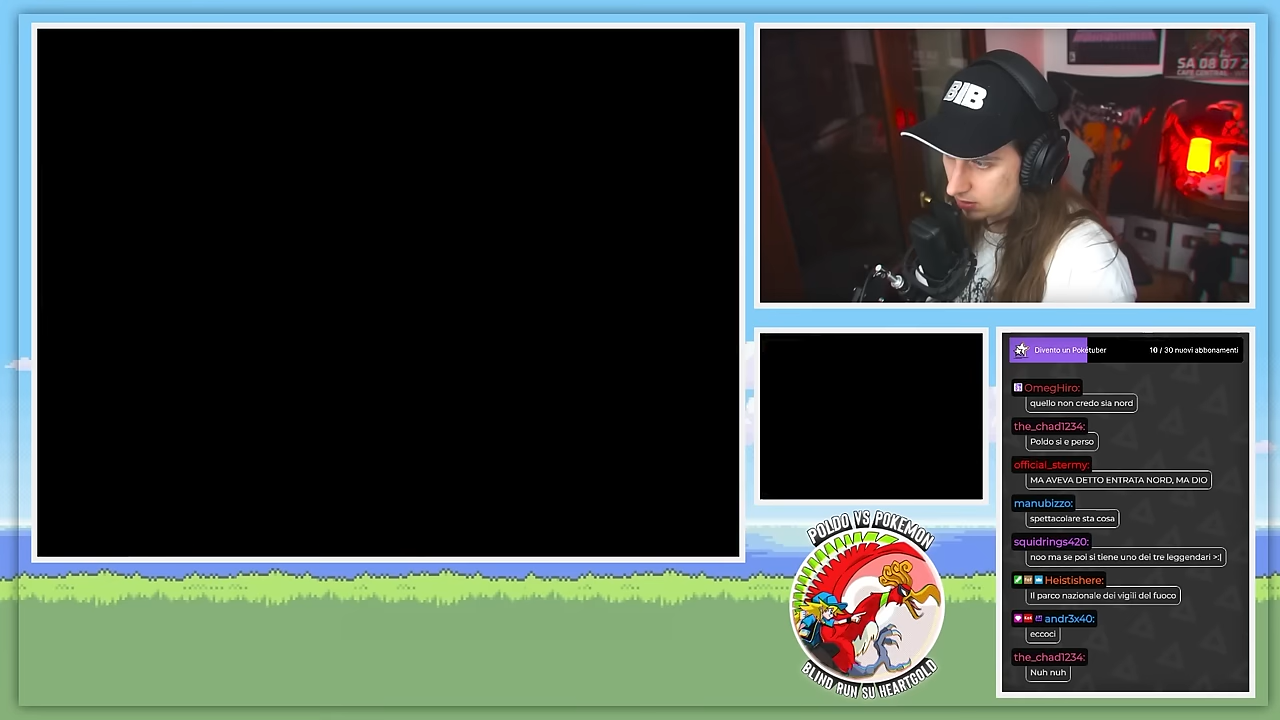 BIB
SA 08 07 2
Divento un Pokétuber
10 / 30 nuovi abbonamenti
OmegHiro:
quello non credo sia nord
the_chad1234:
Poldo si e perso
official_stermy:
MA AVEVA DETTO ENTRATA NORD, MA DIO
manubizzo:
spettacolare sta cosa
squidrings420:
noo ma se poi si tiene uno dei tre leggendari >:|
Heistishere:
Il parco nazionale dei vigili del fuoco
andr3x40:
eccoci
the_chad1234:
Nuh nuh
POLDO VS POKEMON
BLIND RUN SU HEARTGOLD